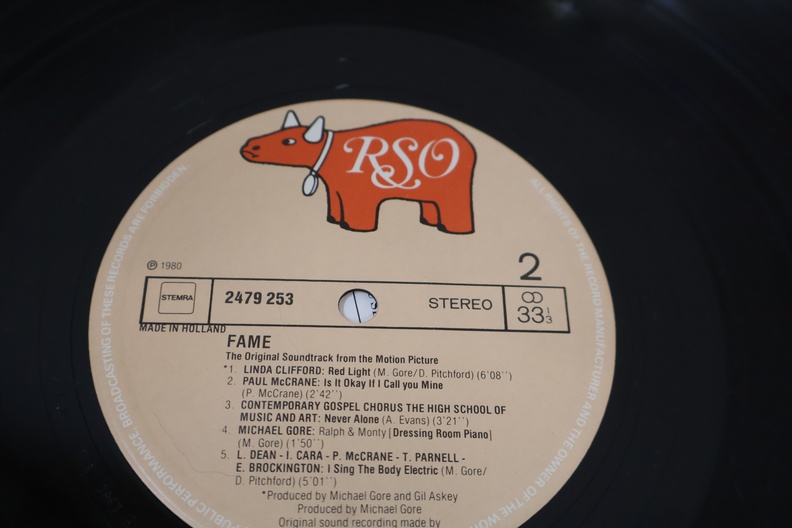 RSO
℗ 1980
2
STEMRA
2479 253
STEREO
33 1/3
MADE IN HOLLAND
FAME
The Original Soundtrack from the Motion Picture
*1. LINDA CLIFFORD: Red Light (M. Gore/D. Pitchford) (6'08'')
2. PAUL McCRANE: Is It Okay If I Call you Mine
(P. McCrane) (2'42'')
3. CONTEMPORARY GOSPEL CHORUS THE HIGH SCHOOL OF
MUSIC AND ART: Never Alone (A. Evans) (3'21'')
4. MICHAEL GORE: Ralph & Monty [Dressing Room Piano]
(M. Gore) (1'50'')
5. L. DEAN - I. CARA - P. McCRANE - T. PARNELL -
E. BROCKINGTON: I Sing The Body Electric (M. Gore/
D. Pitchford) (5'01'')
*Produced by Michael Gore and Gil Askey
Produced by Michael Gore
Original sound recording made by
ALL RIGHTS OF THE RECORD MANUFACTURER AND THE OWNER OF THE
PUBLIC PERFORMANCE BROADCASTING OF THESE RECORDS ARE FORBIDDEN.